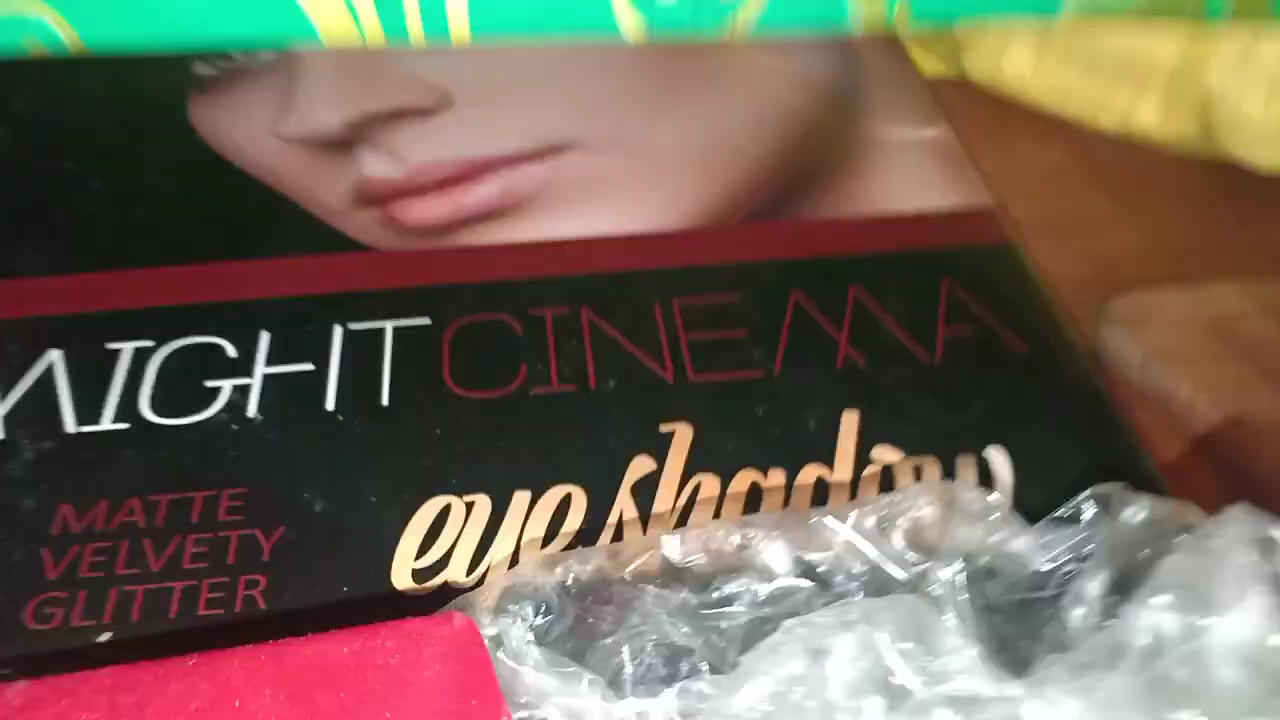 NIGHT CINEMA
eye shadow
MATTE
VELVETY
GLITTER